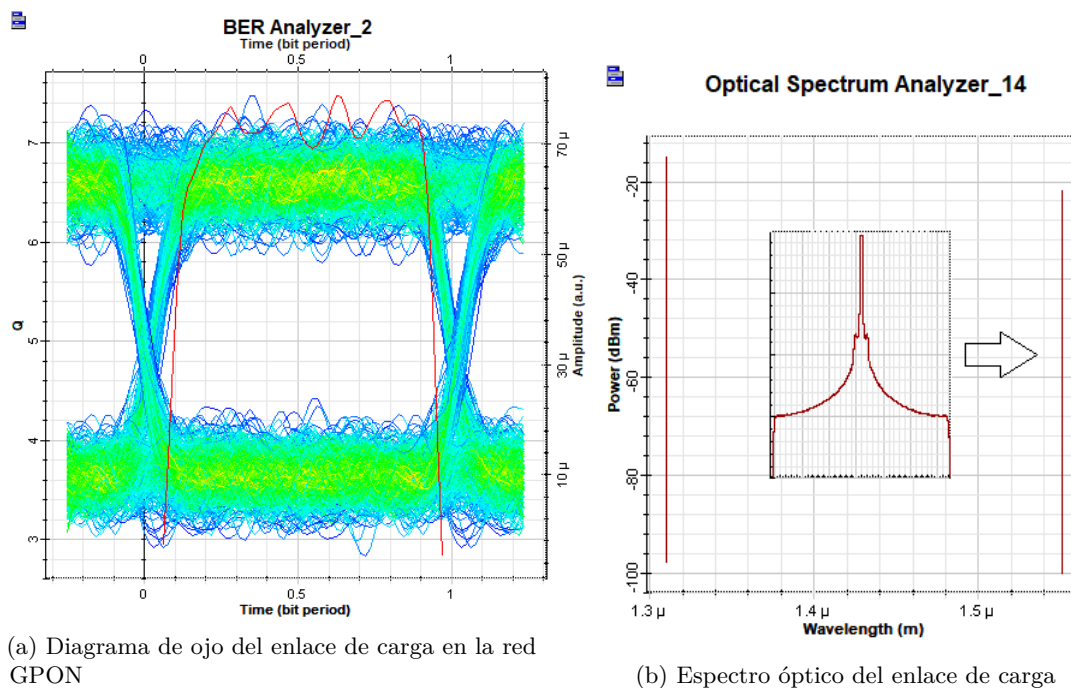 BER Analyzer_2
Time (bit period)
0 0.5 1
7
6
5
4
3
Q
70 µ
50 µ
30 µ
10 µ
Amplitude (a.u.)
0 0.5 1
Time (bit period)
(a) Diagrama de ojo del enlace de carga en la red
GPON
Optical Spectrum Analyzer_14
-20
-40
-60
-80
-100
Power (dBm)
1.3 µ 1.4 µ 1.5 µ
Wavelength (m)
(b) Espectro óptico del enlace de carga